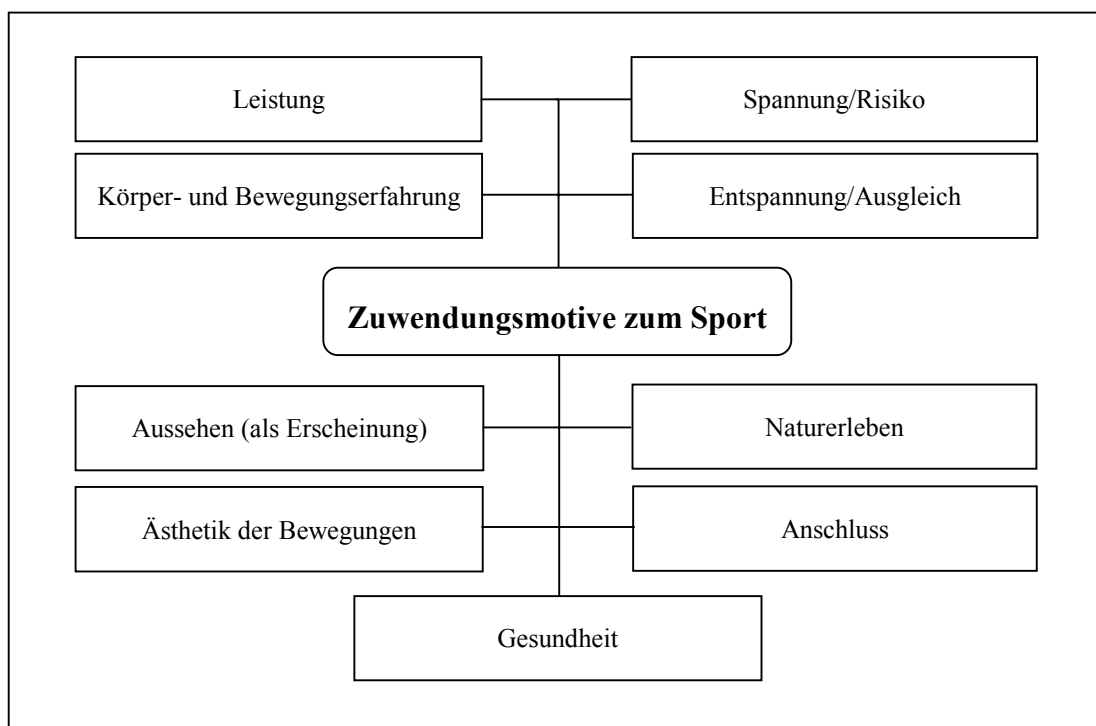 Leistung
Spannung/Risiko
Körper- und Bewegungserfahrung
Entspannung/Ausgleich
Zuwendungsmotive zum Sport
Aussehen (als Erscheinung)
Naturerleben
Ästhetik der Bewegungen
Anschluss
Gesundheit